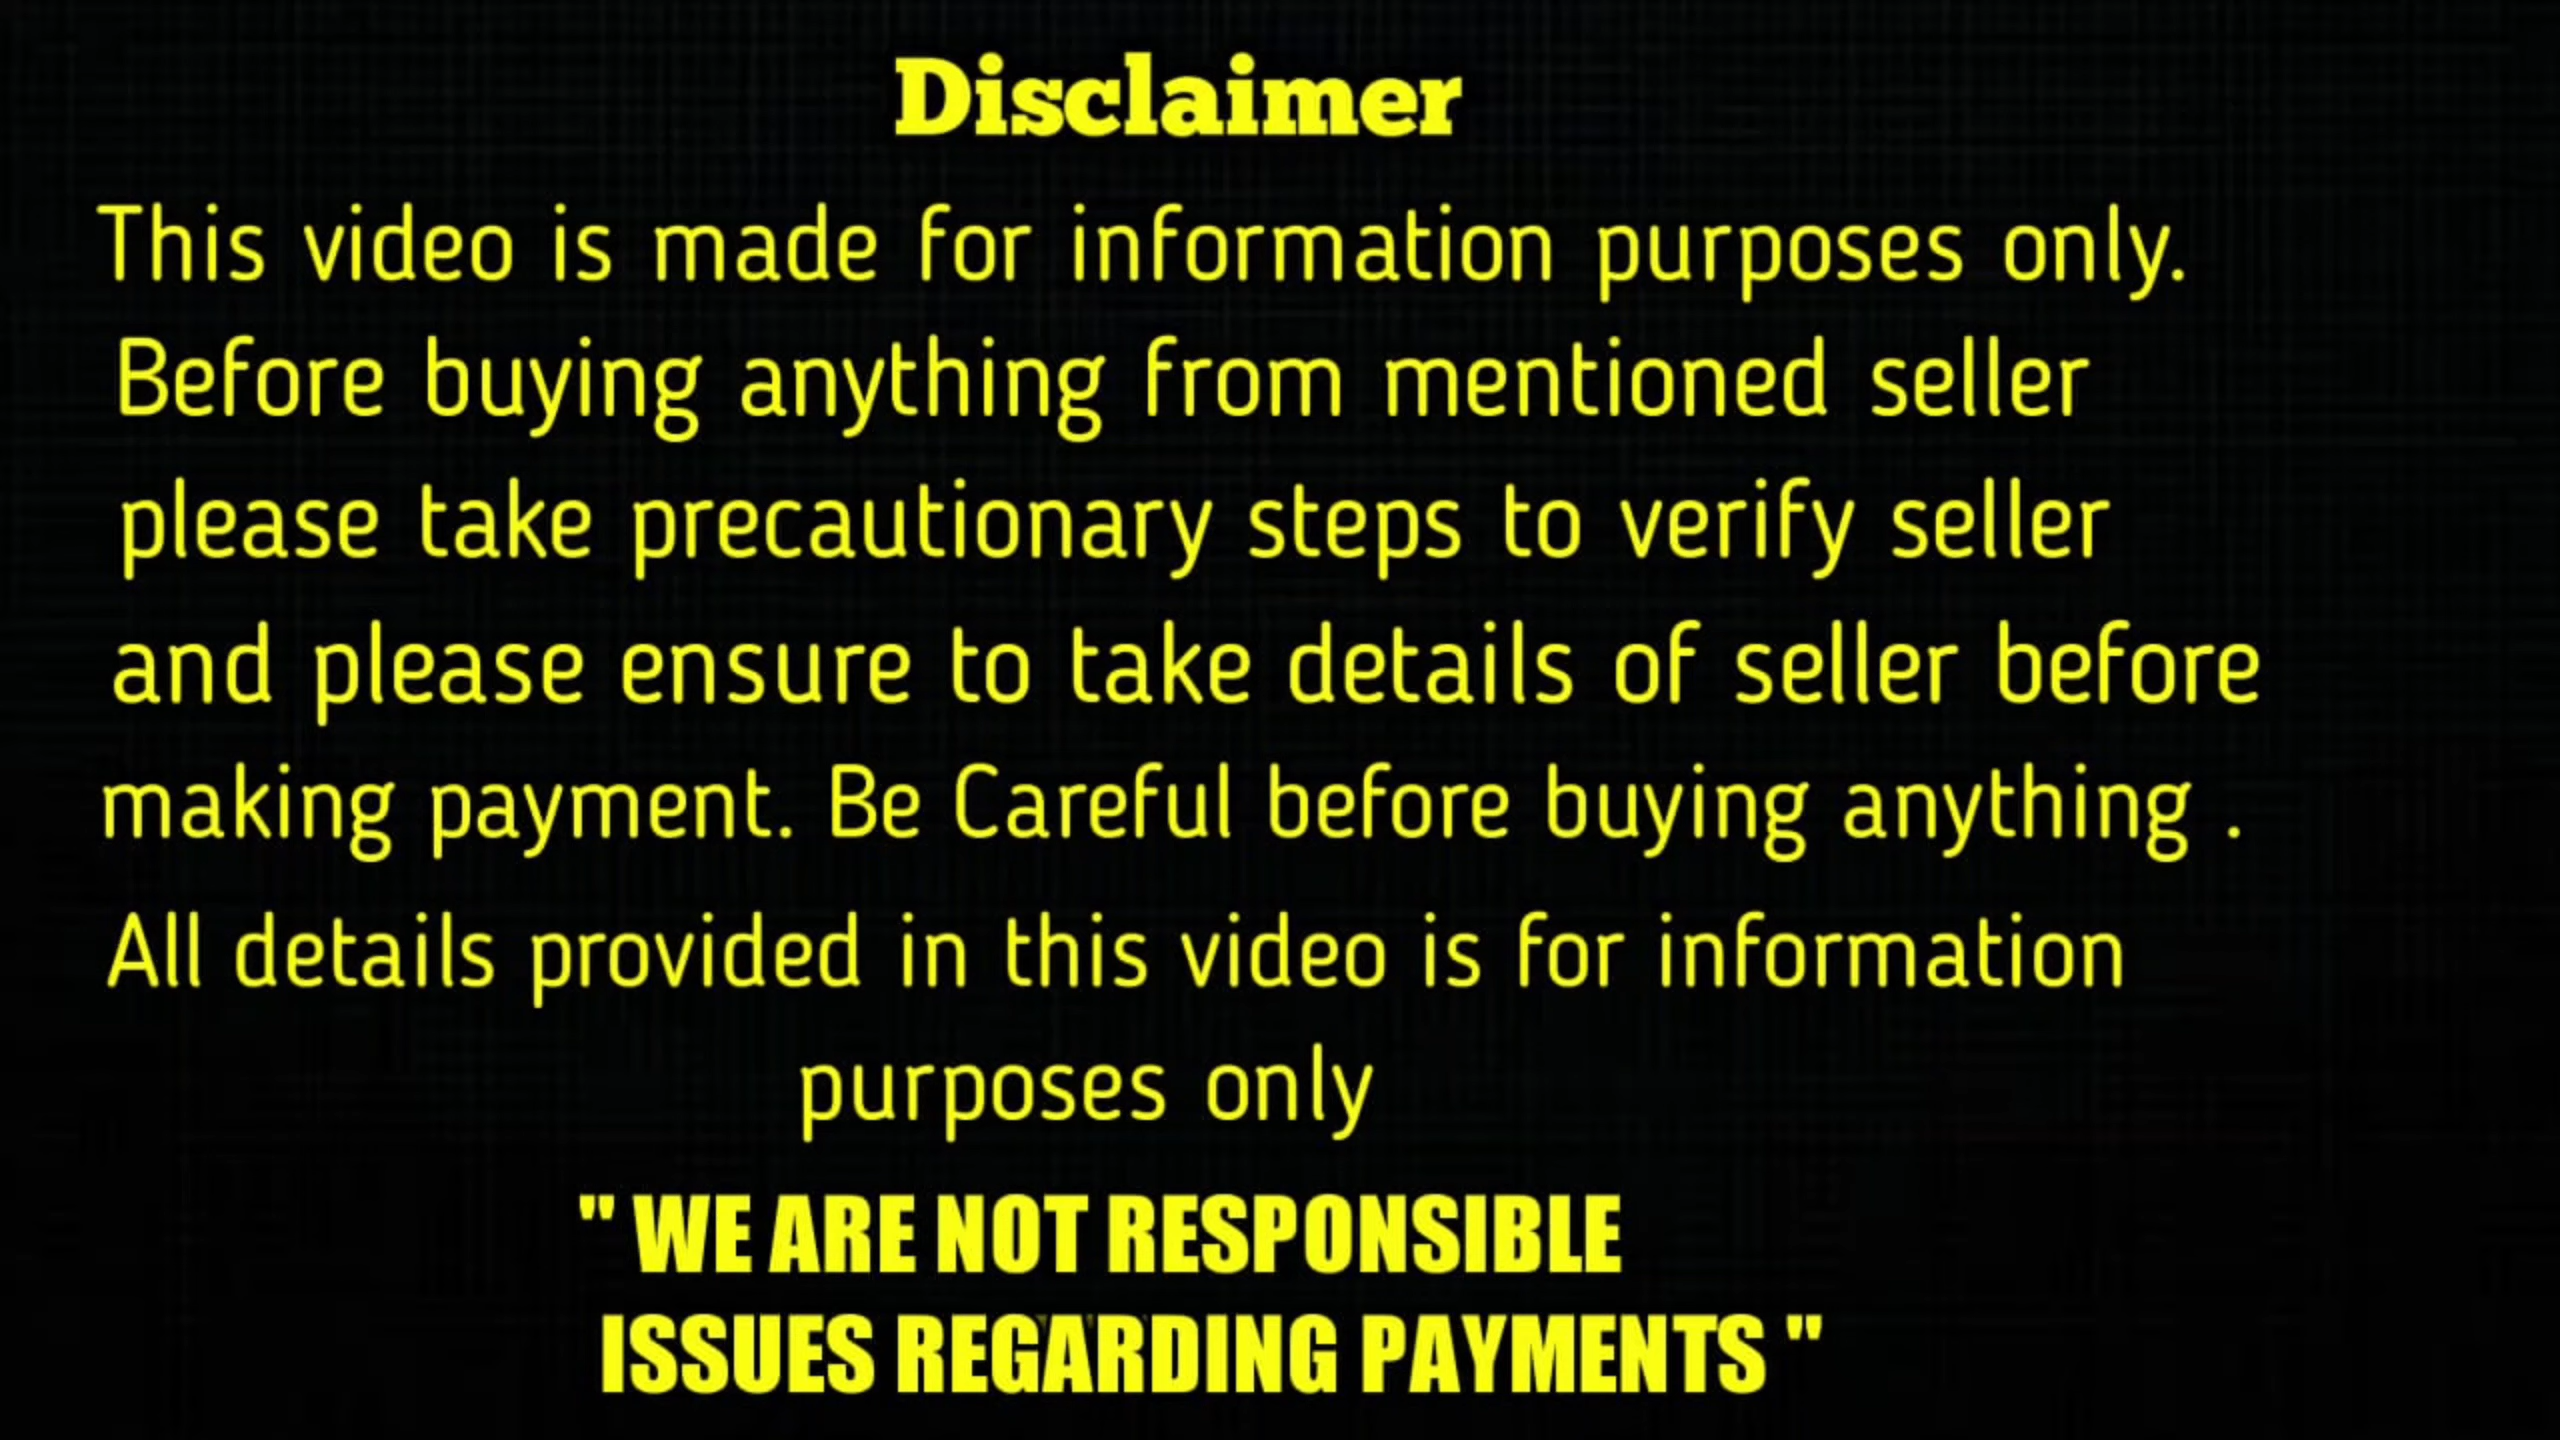 Disclaimer
This video is made for information purposes only.
Before buying anything from mentioned seller
please take precautionary steps to verify seller
and please ensure to take details of seller before
making payment. Be Careful before buying anything .
All details provided in this video is for information
purposes only
" WE ARE NOT RESPONSIBLE
ISSUES REGARDING PAYMENTS "